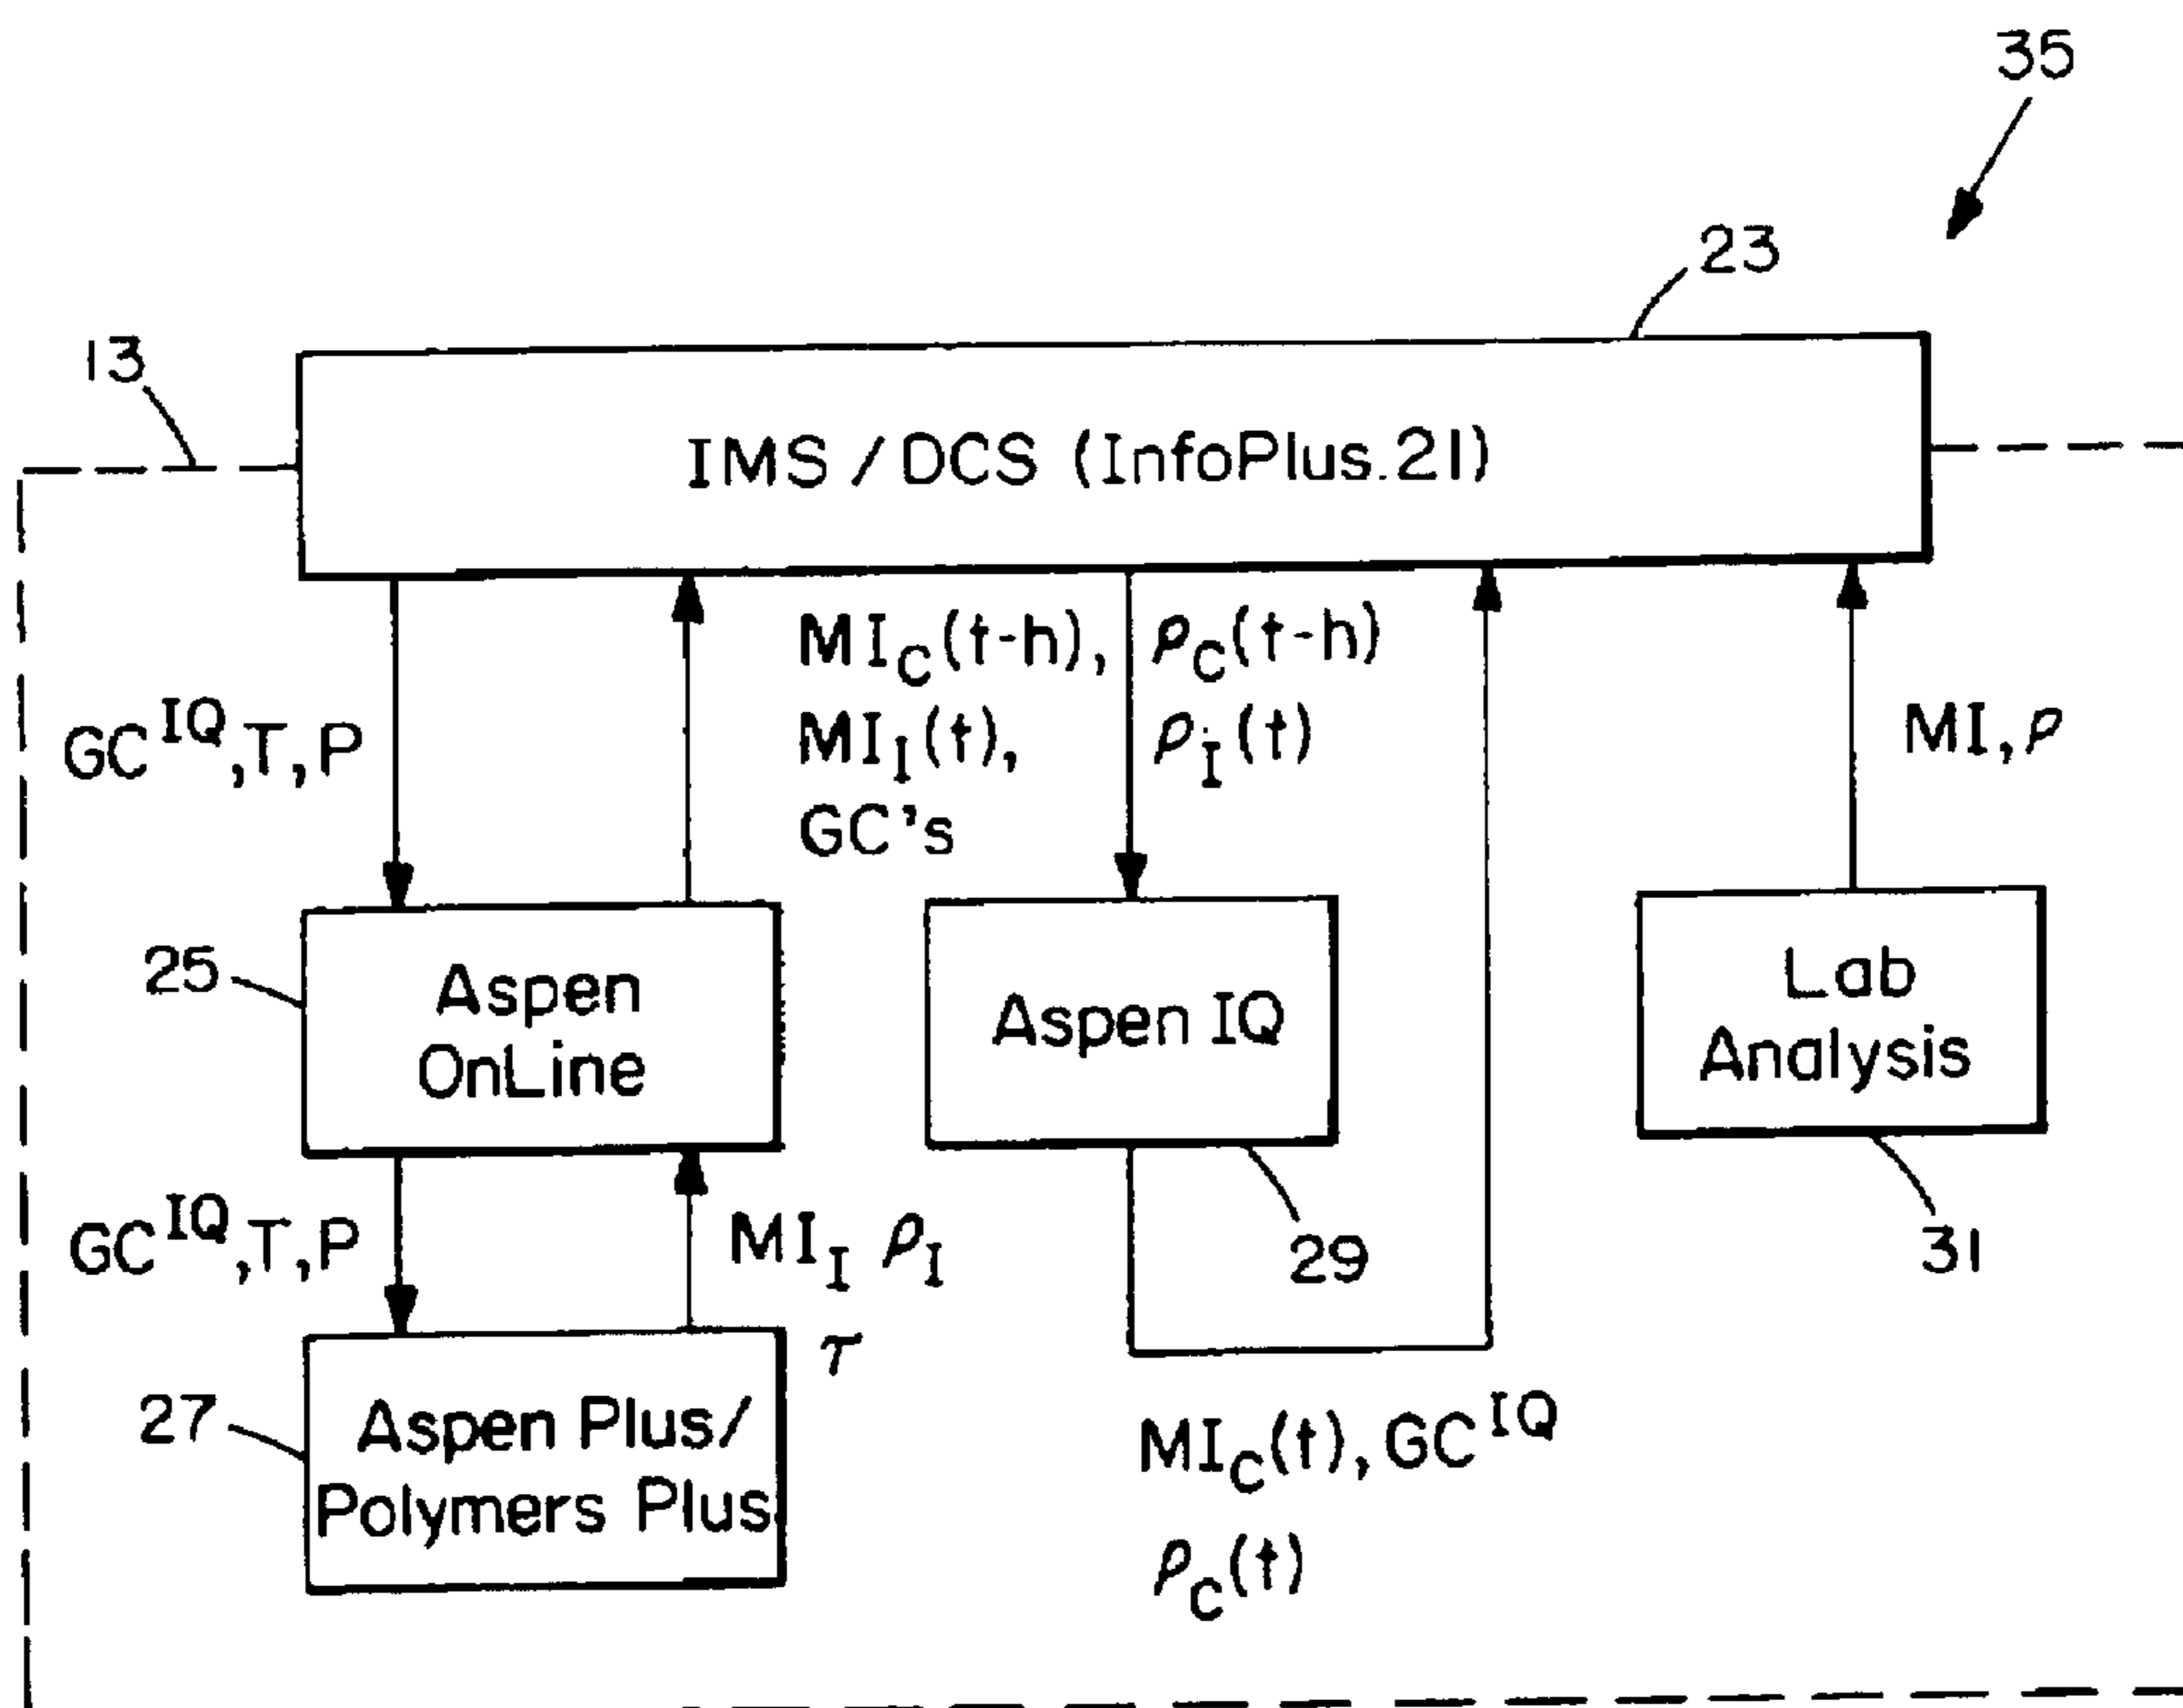 35
23
13
IMS/DCS (InfoPlus.21)
MI_C(t-h), ρ_C(t-h)
GC^IQ,T,P
MI_I(t), ρ_I(t)
MI,ρ
GC's
25
Aspen
OnLine
Aspen IQ
Lab
Analysis
GC^IQ,T,P
MI_I ρ_I
τ
29
31
27
Aspen Plus/
Polymers Plus
MI_C(t),GC^IQ
ρ_C(t)